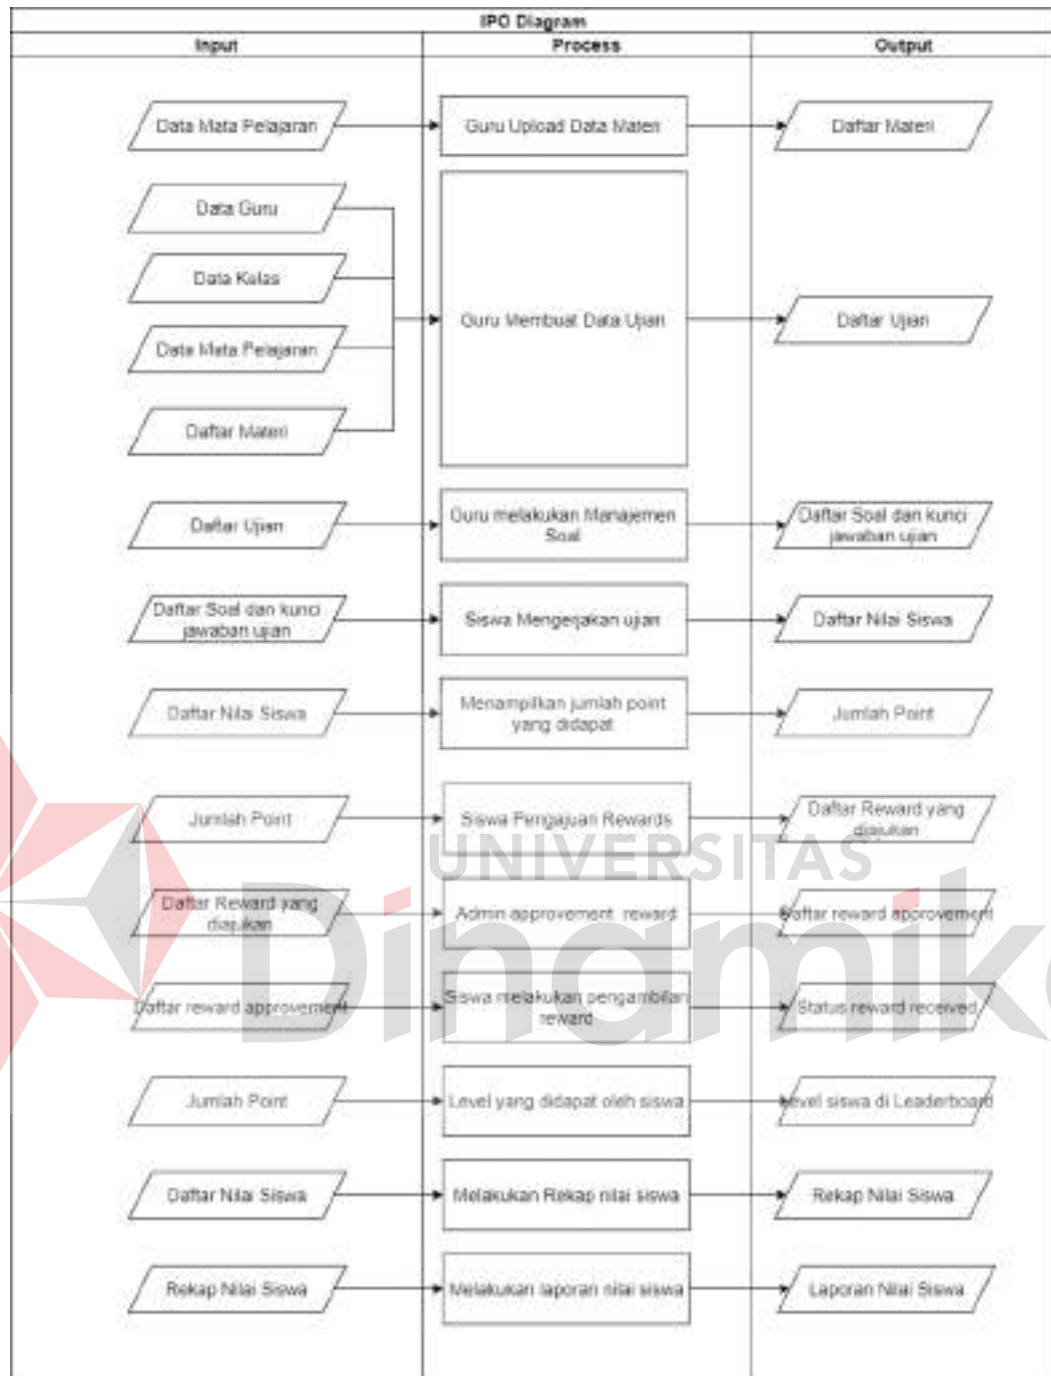 IPO Diagram
Input
Process
Output
Data Mata Pelajaran
Guru Upload Data Materi
Daftar Materi
Data Guru
Data Kelas
Data Mata Pelajaran
Daftar Materi
Guru Membuat Data Ujian
Daftar Ujian
Daftar Ujian
Guru melakukan Manajemen
Soal
Daftar Soal dan kunci
jawaban ujian
Daftar Soal dan kunci
jawaban ujian
Siswa Mengerjakan ujian
Daftar Nilai Siswa
Daftar Nilai Siswa
Menampilkan jumlah point
yang didapat
Jumlah Point
Jumlah Point
Siswa Pengajuan Rewards
Daftar Reward yang
diajukan
Daftar Reward yang
diajukan
Admin approvement reward
Daftar reward approvement
Daftar reward approvement
Siswa melakukan pengambilan
reward
Status reward received
Jumlah Point
Level yang didapat oleh siswa
Level siswa di Leaderboard
Daftar Nilai Siswa
Melakukan Rekap nilai siswa
Rekap Nilai Siswa
Rekap Nilai Siswa
Melakukan laporan nilai siswa
Laporan Nilai Siswa
UNIVERSITAS
Dinamik